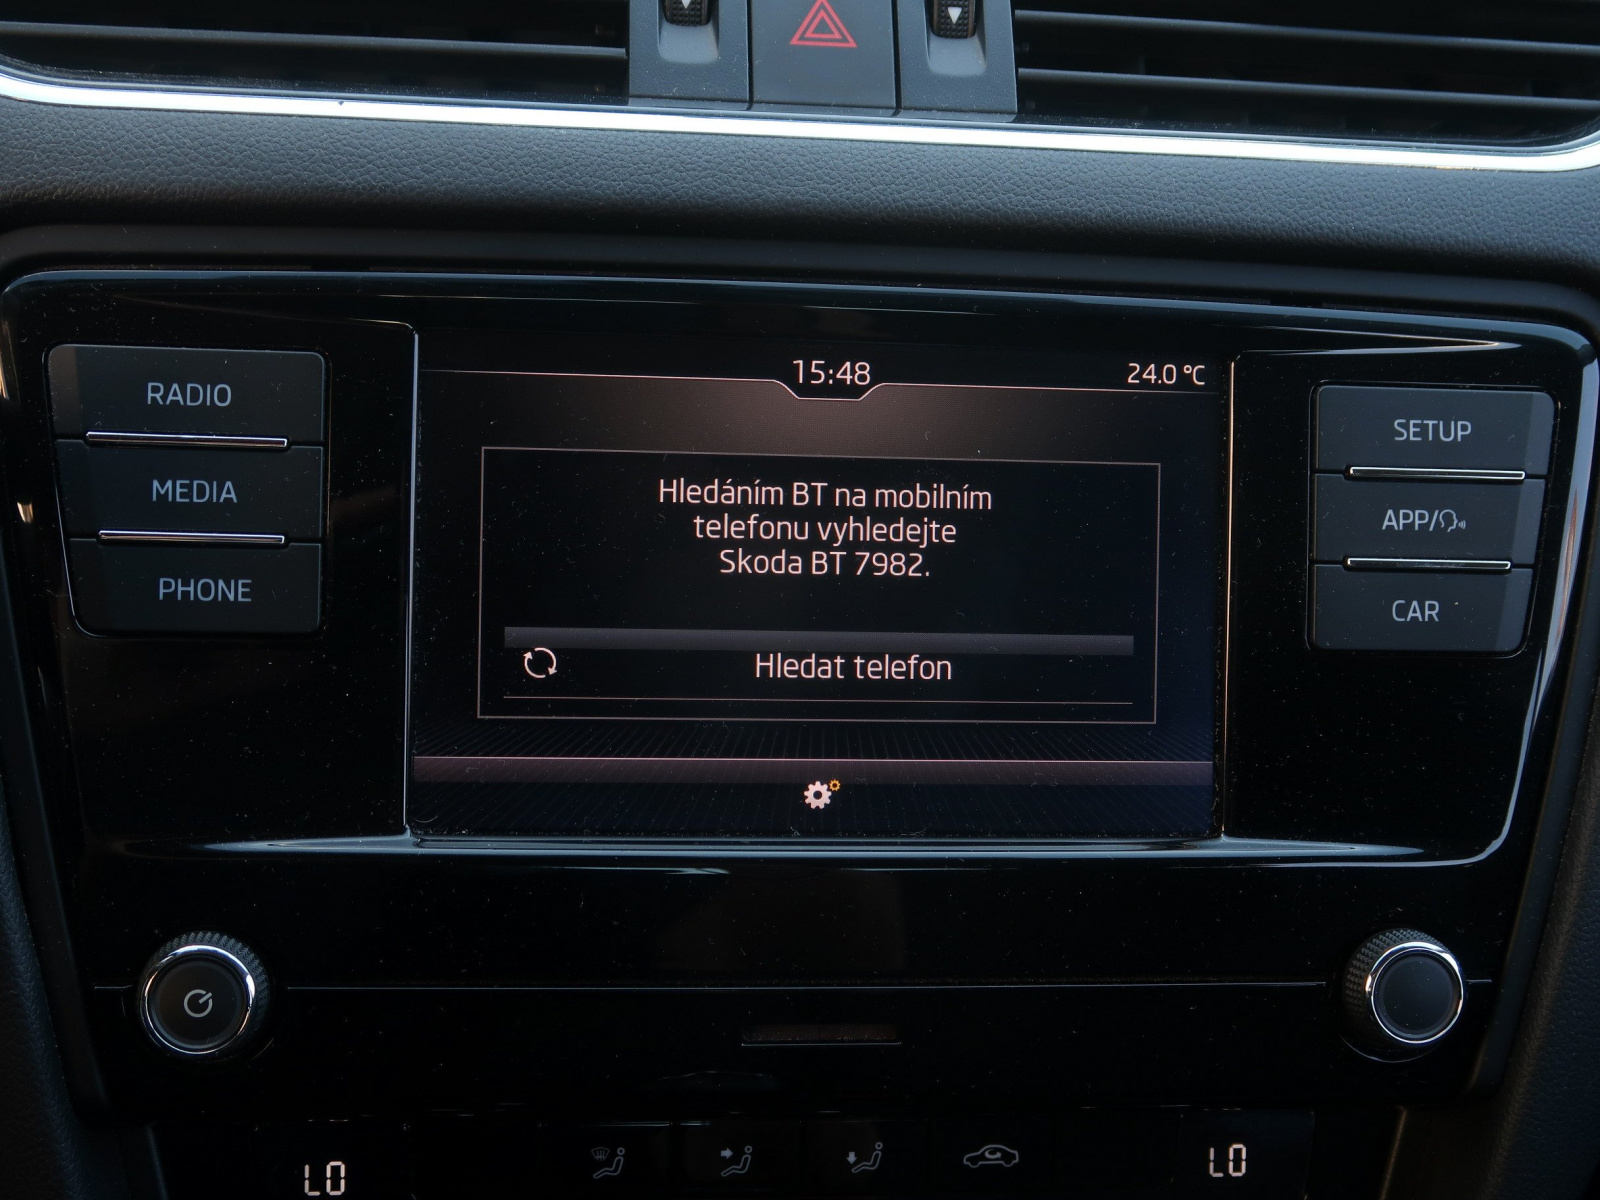 15:48
24.0 °C
RADIO
MEDIA
PHONE
Hledáním BT na mobilním
telefonu vyhledejte
Skoda BT 7982.
Hledat telefon
SETUP
APP/
CAR
LO
LO